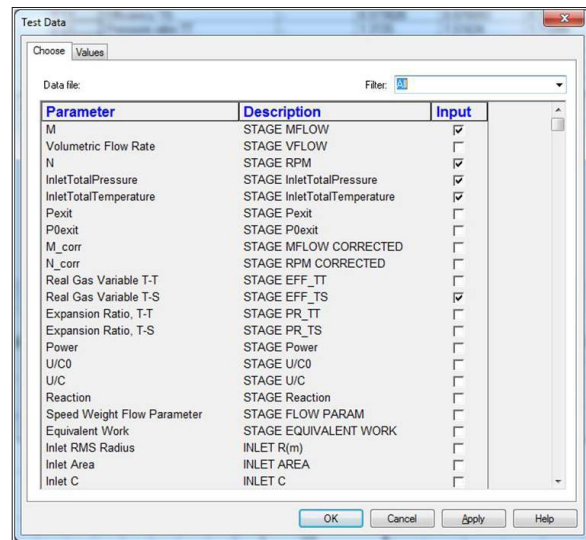 Test Data
Choose Values
Data file: Filter: All
Parameter Description Input
M STAGE MFLOW
Volumetric Flow Rate STAGE VFLOW
N STAGE RPM
InletTotalPressure STAGE InletTotalPressure
InletTotalTemperature STAGE InletTotalTemperature
Pexit STAGE Pexit
P0exit STAGE P0exit
M_corr STAGE MFLOW CORRECTED
N_corr STAGE RPM CORRECTED
Real Gas Variable T-T STAGE EFF_TT
Real Gas Variable T-S STAGE EFF_TS
Expansion Ratio, T-T STAGE PR_TT
Expansion Ratio, T-S STAGE PR_TS
Power STAGE Power
U/C0 STAGE U/C0
U/C STAGE U/C
Reaction STAGE Reaction
Speed Weight Flow Parameter STAGE FLOW PARAM
Equivalent Work STAGE EQUIVALENT WORK
Inlet RMS Radius INLET R(m)
Inlet Area INLET AREA
Inlet C INLET C
OK Cancel Apply Help